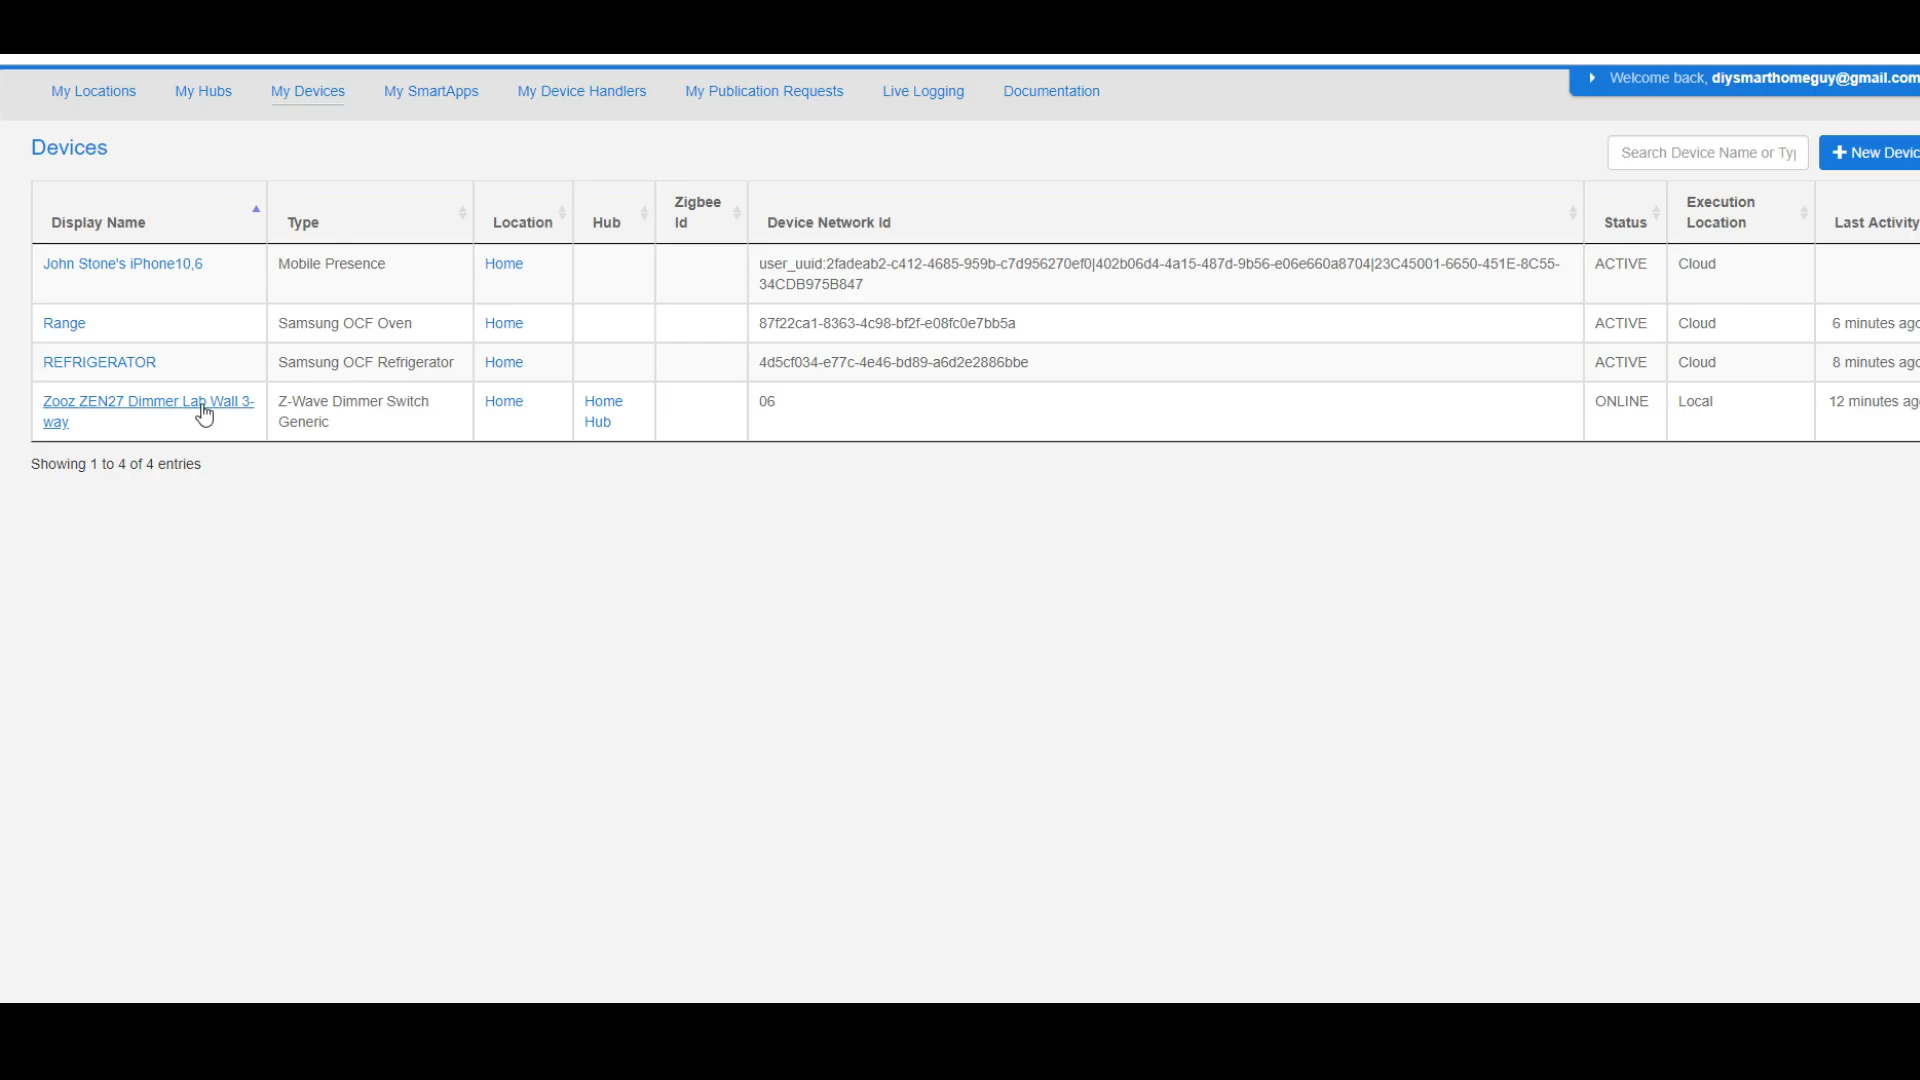 My Locations My Hubs My Devices My SmartApps My Device Handlers My Publication Requests Live Logging Documentation
Welcome back, diysmarthomeguy@gmail.com
Devices
Search Device Name or Ty
New Devic
Display Name Type Location Hub Zigbee Id Device Network Id Status Execution Location Last Activity
John Stone's iPhone10,6 Mobile Presence Home user_uuid:2fadeab2-c412-4685-959b-c7d956270ef0|402b06d4-4a15-487d-9b56-e06e660a8704|23C45001-6650-451E-8C55- ACTIVE Cloud
34CDB975B847
Range Samsung OCF Oven Home 87f22ca1-8363-4c98-bf2f-e08fc0e7bb5a ACTIVE Cloud 6 minutes ago
REFRIGERATOR Samsung OCF Refrigerator Home 4d5cf034-e77c-4e46-bd89-a6d2e2886bbe ACTIVE Cloud 8 minutes ago
Zooz ZEN27 Dimmer Lab Wall 3- Z-Wave Dimmer Switch Home Home 06 ONLINE Local 12 minutes ag
way Generic Hub
Showing 1 to 4 of 4 entries